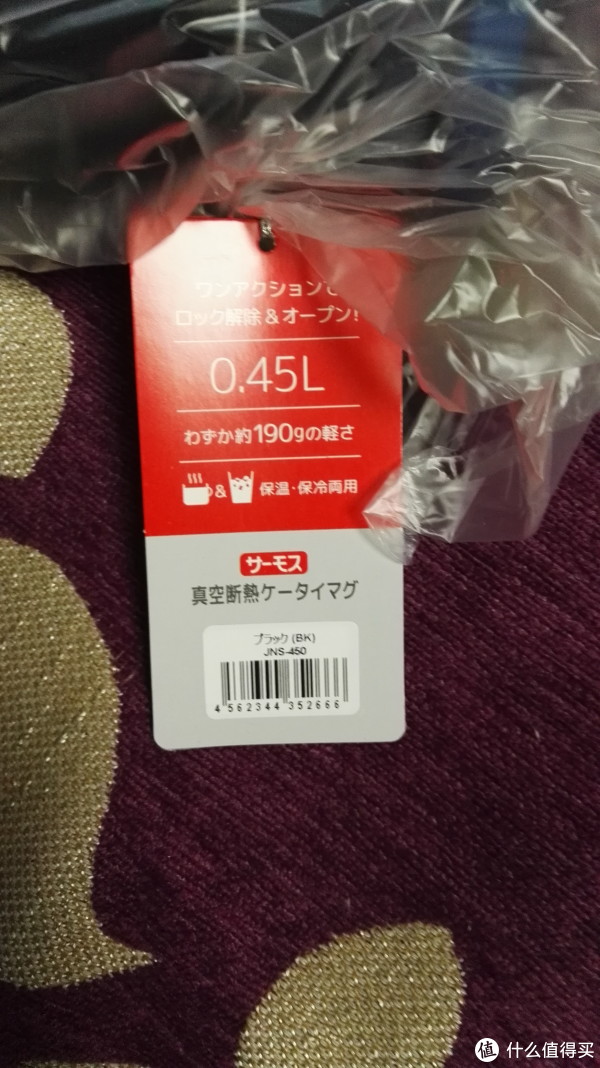 ワンアクションで
ロック解除&オープン!
0.45L
わずか約190gの軽さ
& 保温・保冷両用
サーモス
真空断熱ケータイマグ
ブラック (BK)
JNS-450
4 562344 352666
值 什么值得买